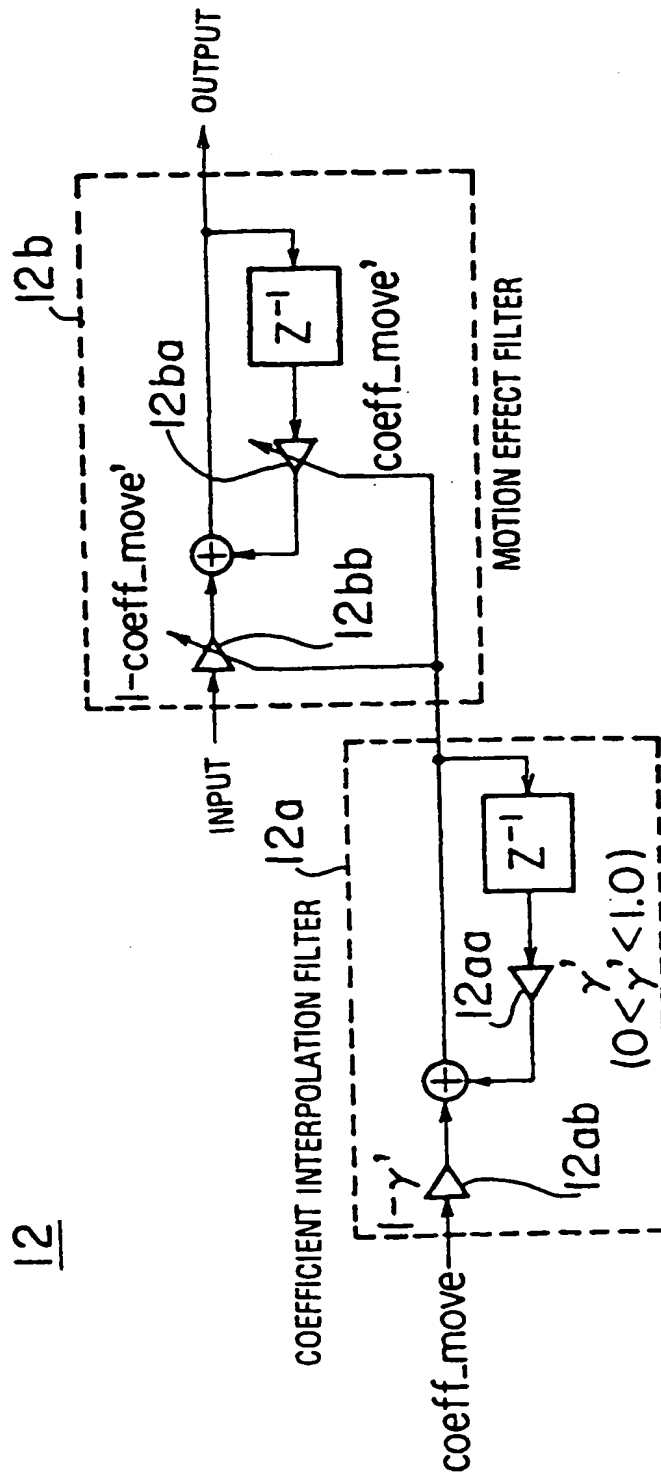 12
12b
OUTPUT
1-coeff_move'
12ba
Z⁻¹
coeff_move'
12bb
INPUT
MOTION EFFECT FILTER
COEFFICIENT INTERPOLATION FILTER
12a
Z⁻¹
12aa
γ'
(0<γ'<1.0)
1-γ'
12ab
coeff_move